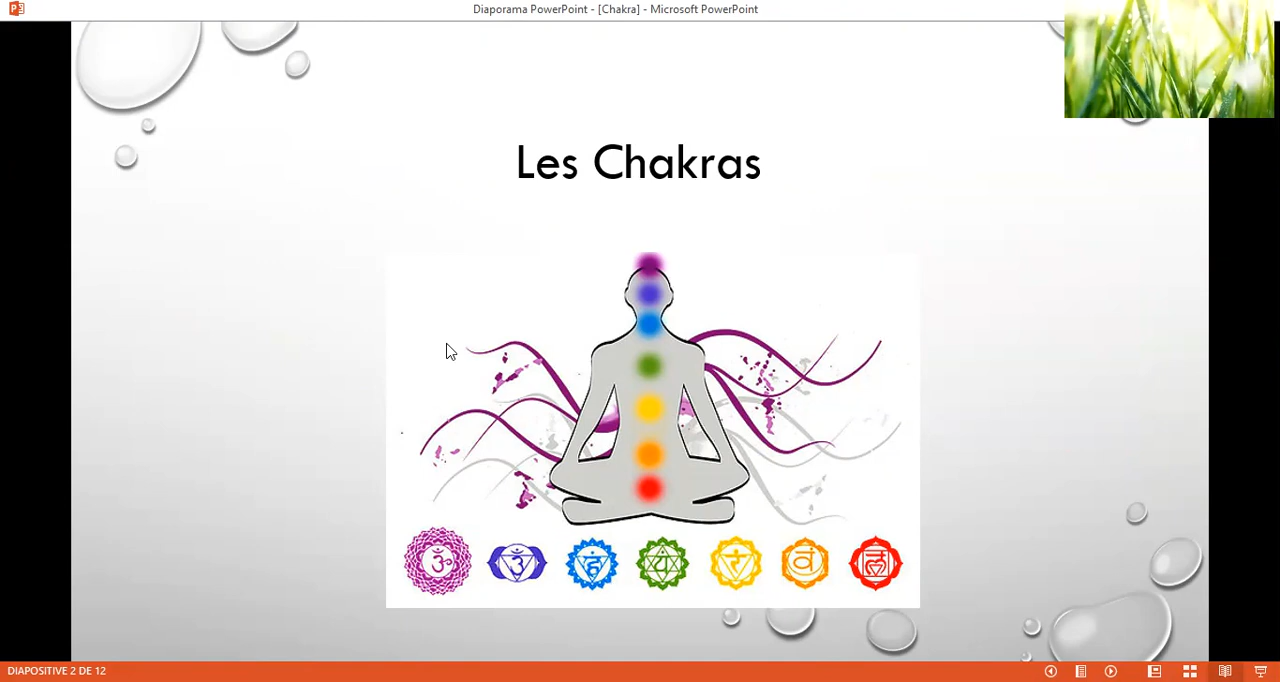 Diaporama PowerPoint - [Chakra] - Microsoft PowerPoint
Les Chakras
ॐ ॐ हं यं रं वं लं
DIAPOSITIVE 2 DE 12